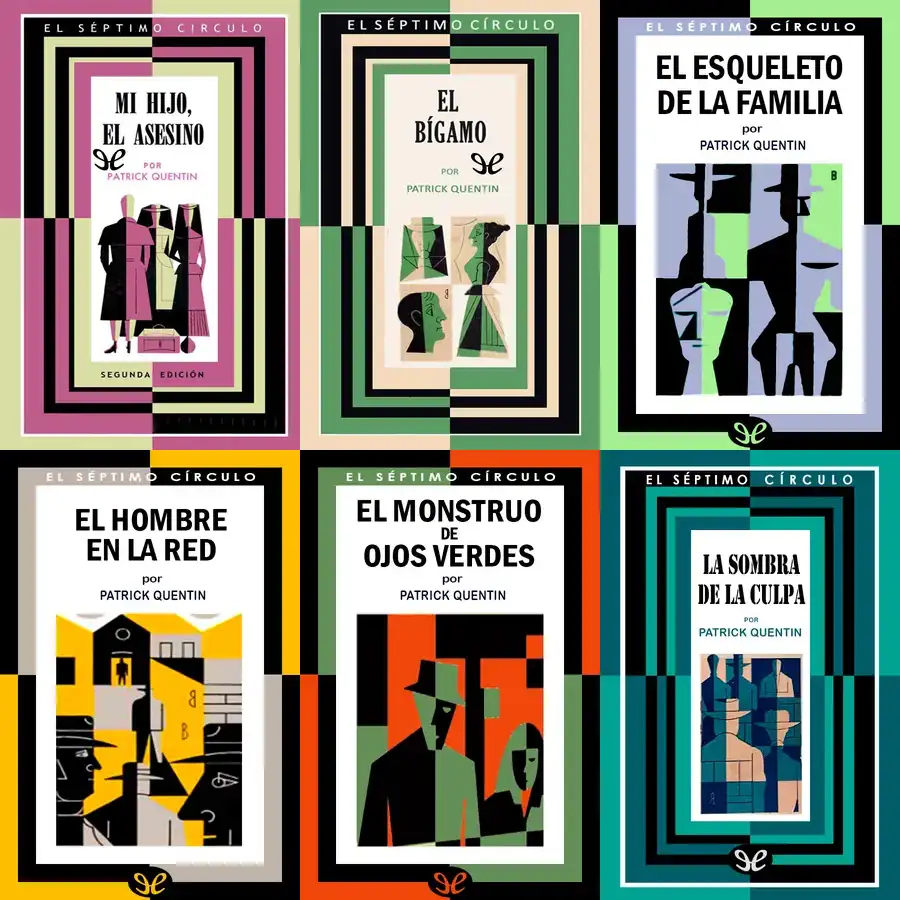 EL SÉPTIMO CÍRCULO
MI HIJO,
EL ASESINO
POR
PATRICK QUENTIN
SEGUNDA EDICIÓN
EL SÉPTIMO CÍRCULO
EL
BÍGAMO
POR
PATRICK QUENTIN
B
EL SÉPTIMO CÍRCULO
EL ESQUELETO
DE LA FAMILIA
por
PATRICK QUENTIN
B
EL SÉPTIMO CÍRCULO
EL HOMBRE
EN LA RED
por
PATRICK QUENTIN
B
B
EL SÉPTIMO CÍRCULO
EL MONSTRUO
DE
OJOS VERDES
por
PATRICK QUENTIN
EL SÉPTIMO CÍRCULO
LA SOMBRA
DE LA CULPA
POR
PATRICK QUENTIN
B